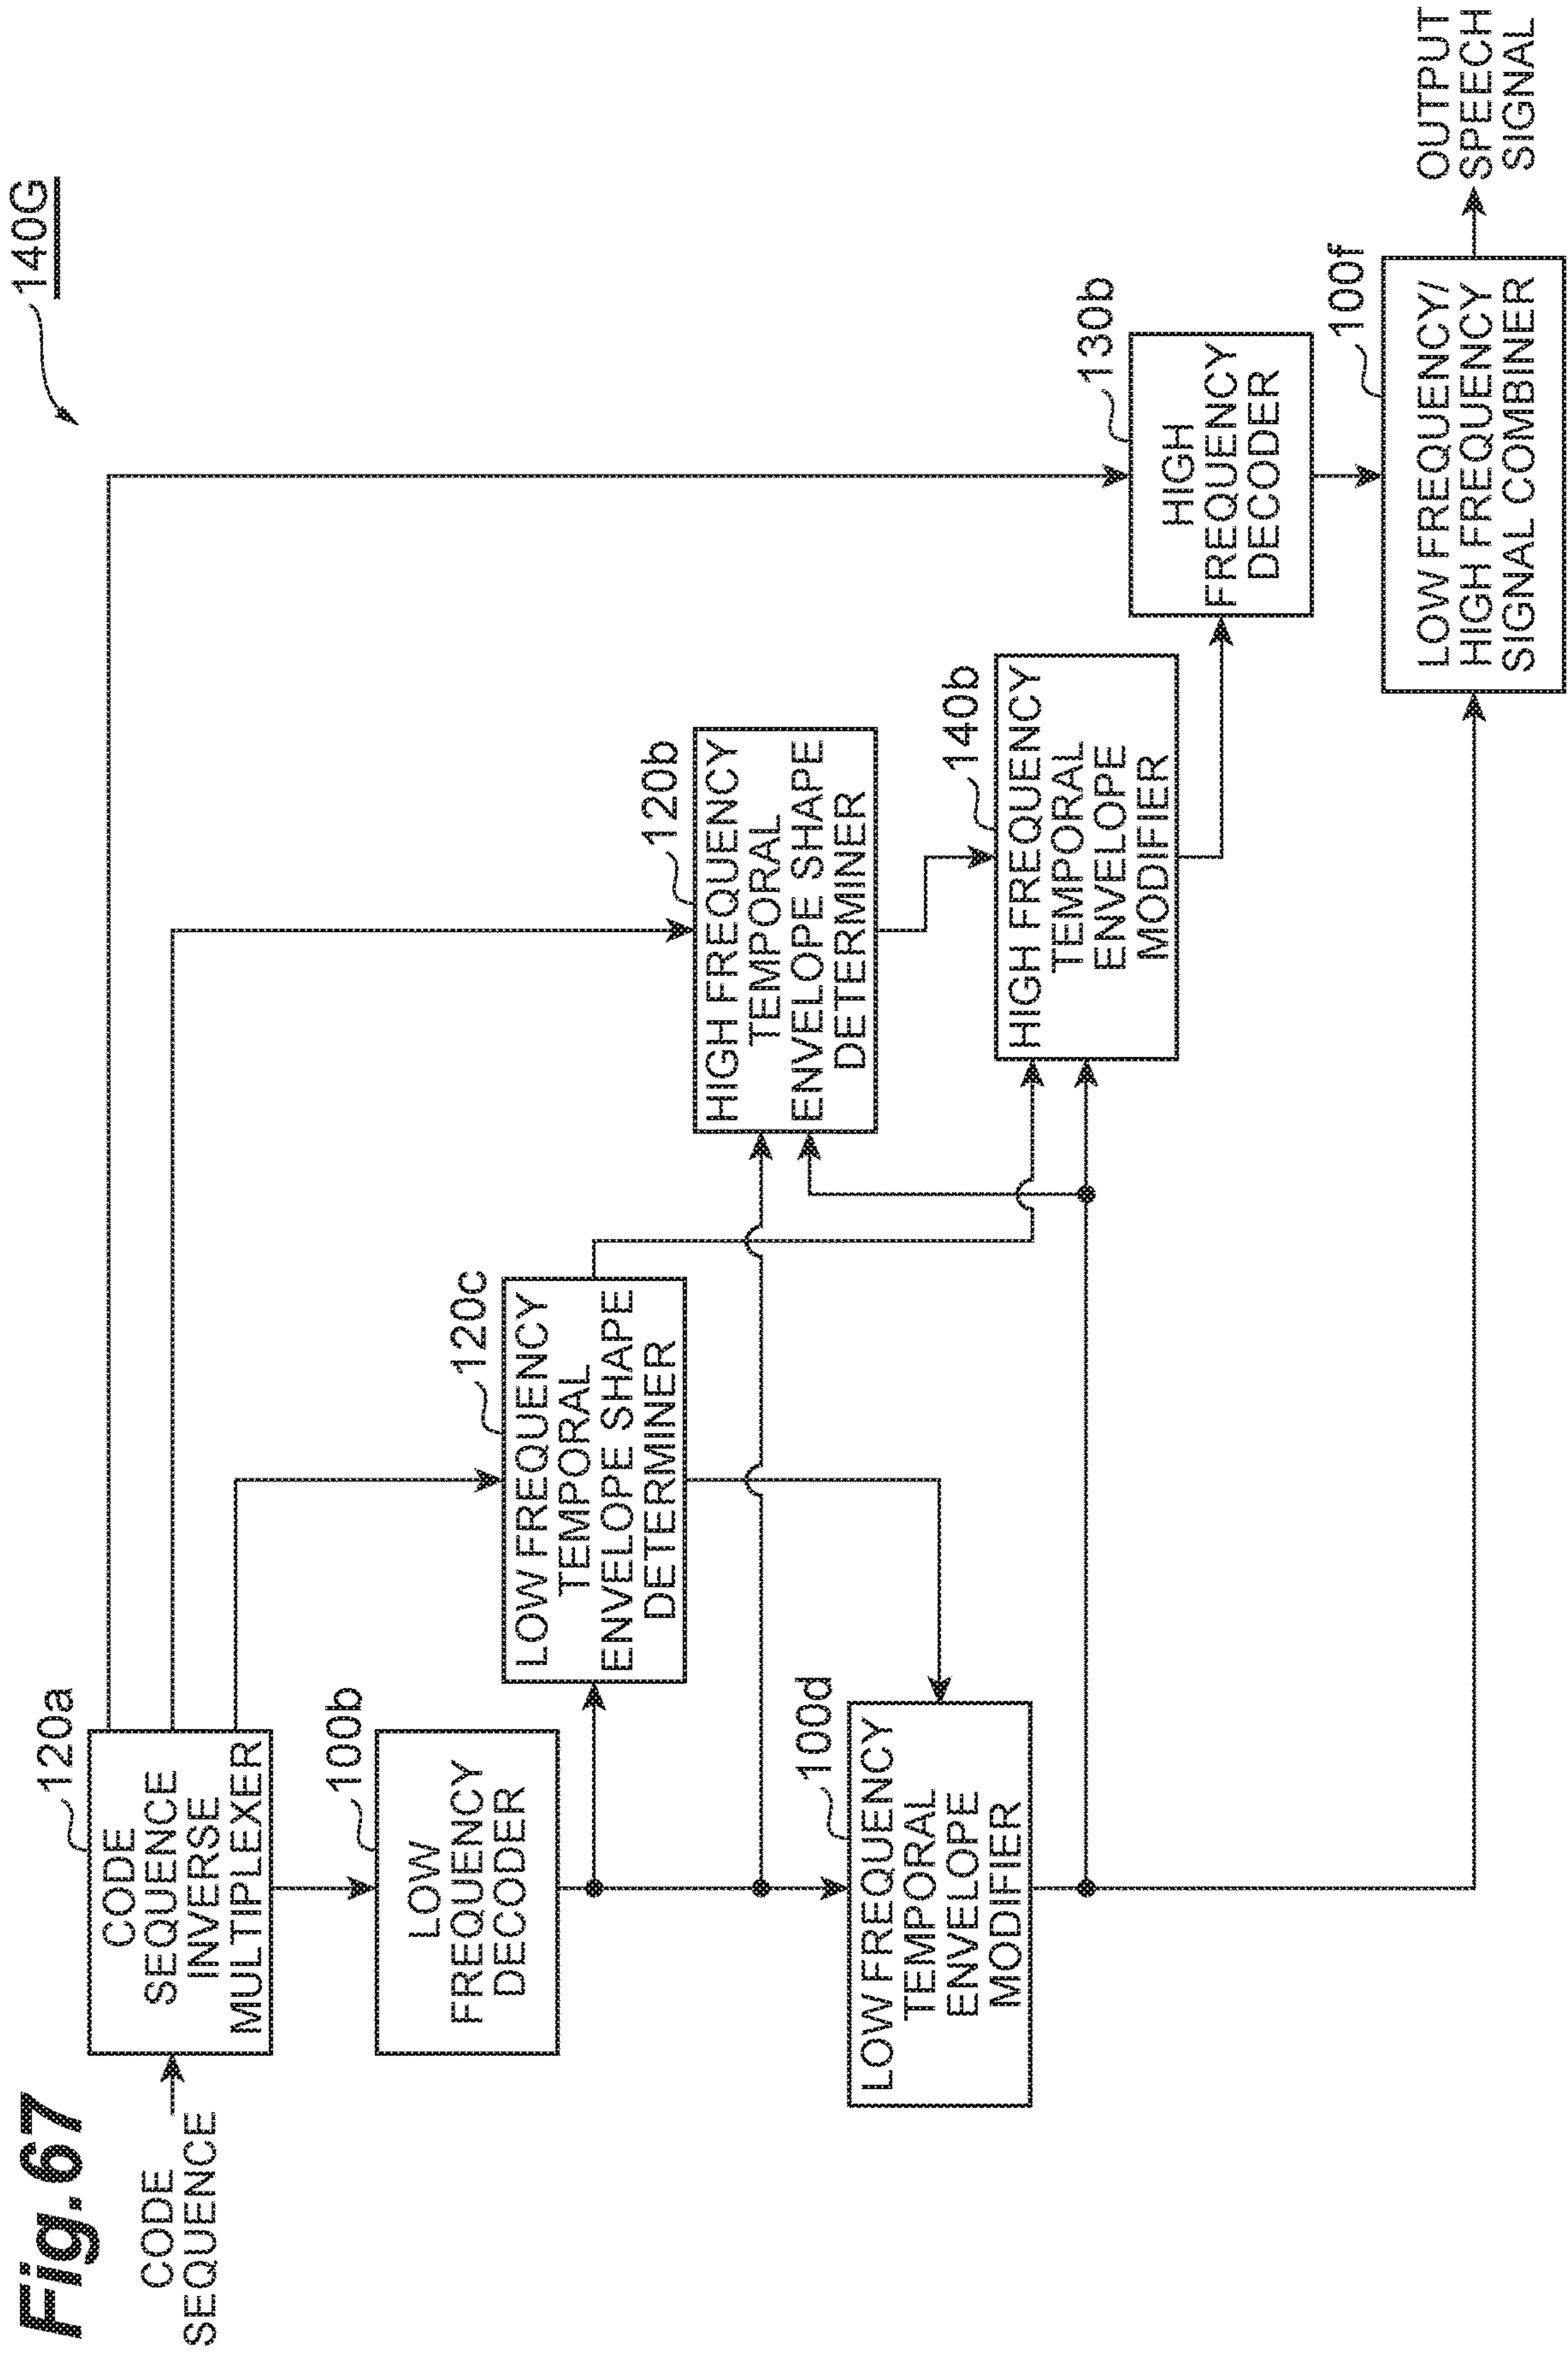 Fig.67
140G
CODE
SEQUENCE
120a
CODE
SEQUENCE
INVERSE
MULTIPLEXER
100b
LOW
FREQUENCY
DECODER
120c
LOW FREQUENCY
TEMPORAL
ENVELOPE SHAPE
DETERMINER
120b
HIGH FREQUENCY
TEMPORAL
ENVELOPE SHAPE
DETERMINER
100d
LOW FREQUENCY
TEMPORAL
ENVELOPE
MODIFIER
140b
HIGH FREQUENCY
TEMPORAL
ENVELOPE
MODIFIER
130b
HIGH
FREQUENCY
DECODER
100f
LOW FREQUENCY/
HIGH FREQUENCY
SIGNAL COMBINER
OUTPUT
SPEECH
SIGNAL